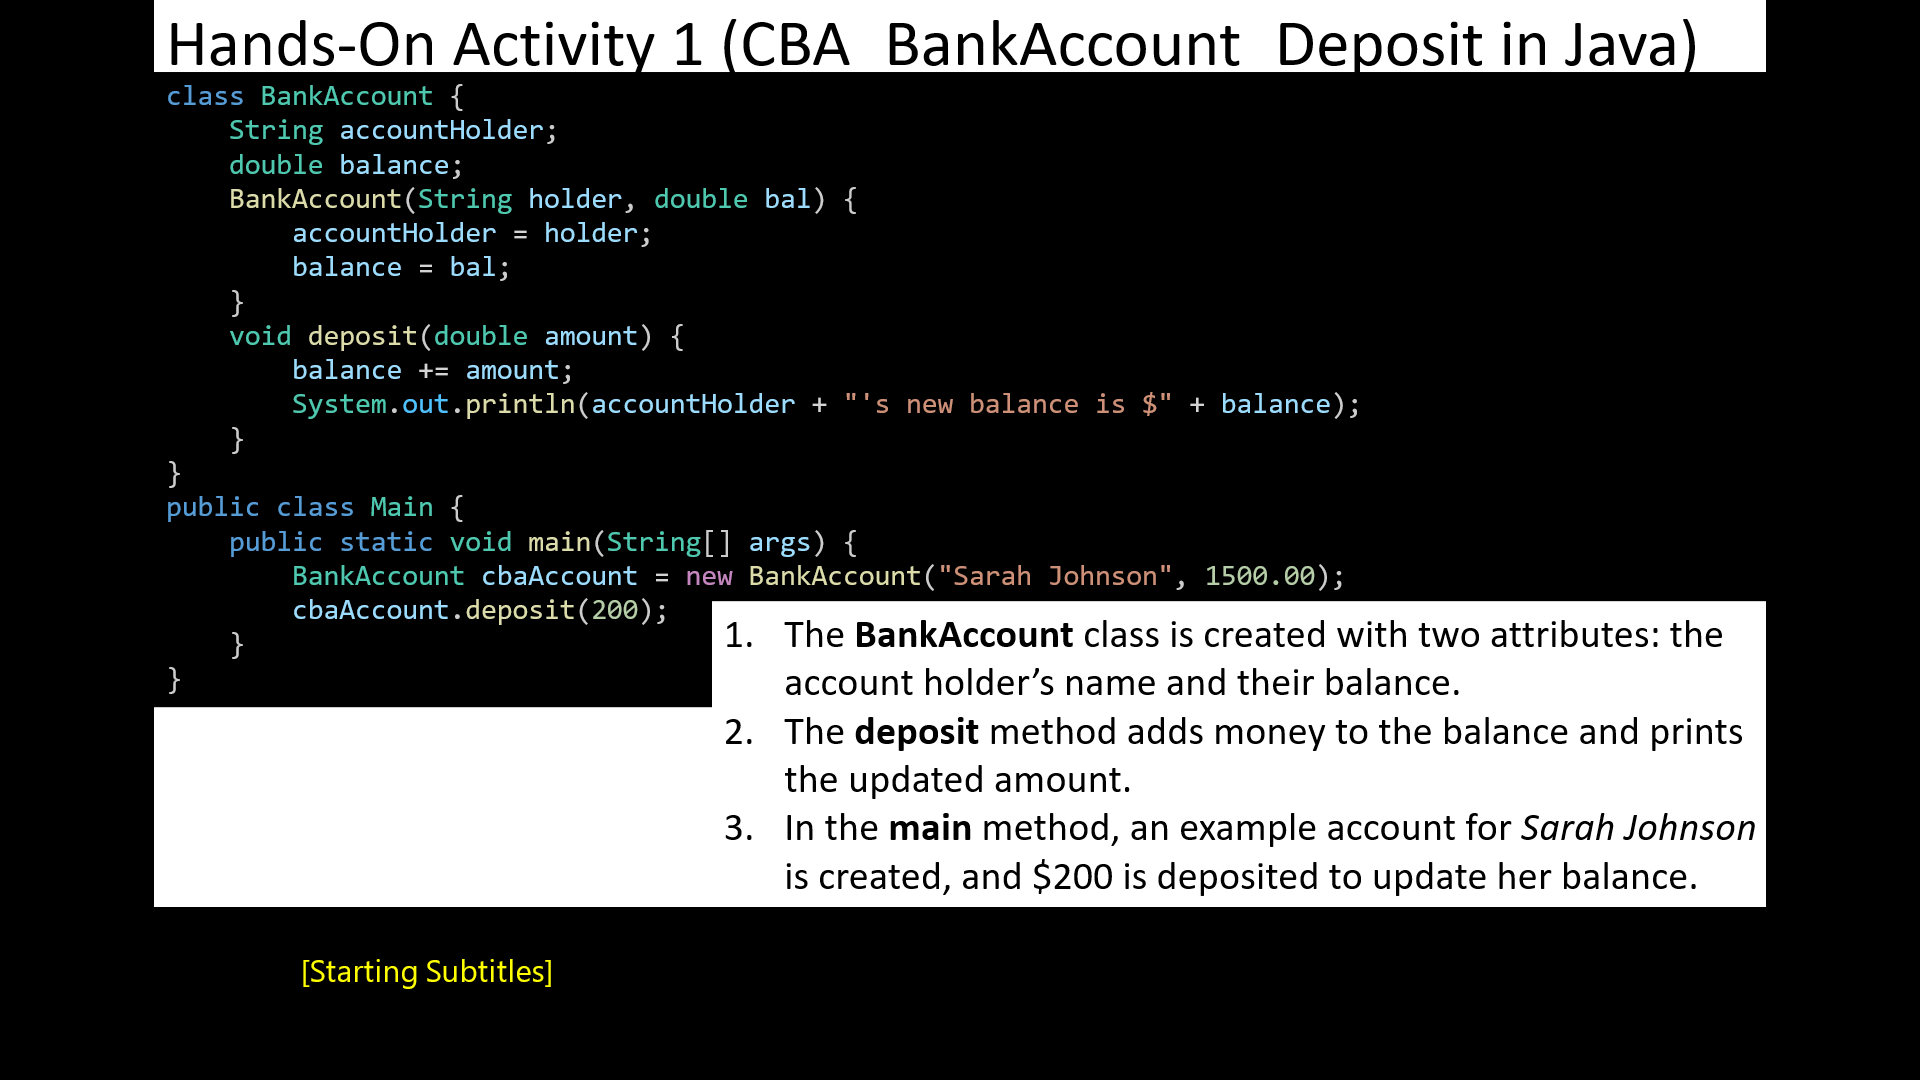 Hands-On Activity 1 (CBA  BankAccount  Deposit in Java)
class BankAccount {
    String accountHolder;
    double balance;
    BankAccount(String holder, double bal) {
        accountHolder = holder;
        balance = bal;
    }
    void deposit(double amount) {
        balance += amount;
        System.out.println(accountHolder + "'s new balance is $" + balance);
    }
}
public class Main {
    public static void main(String[] args) {
        BankAccount cbaAccount = new BankAccount("Sarah Johnson", 1500.00);
        cbaAccount.deposit(200);
    }
}
1. The BankAccount class is created with two attributes: the
account holder’s name and their balance.
2. The deposit method adds money to the balance and prints
the updated amount.
3. In the main method, an example account for Sarah Johnson
is created, and $200 is deposited to update her balance.
[Starting Subtitles]